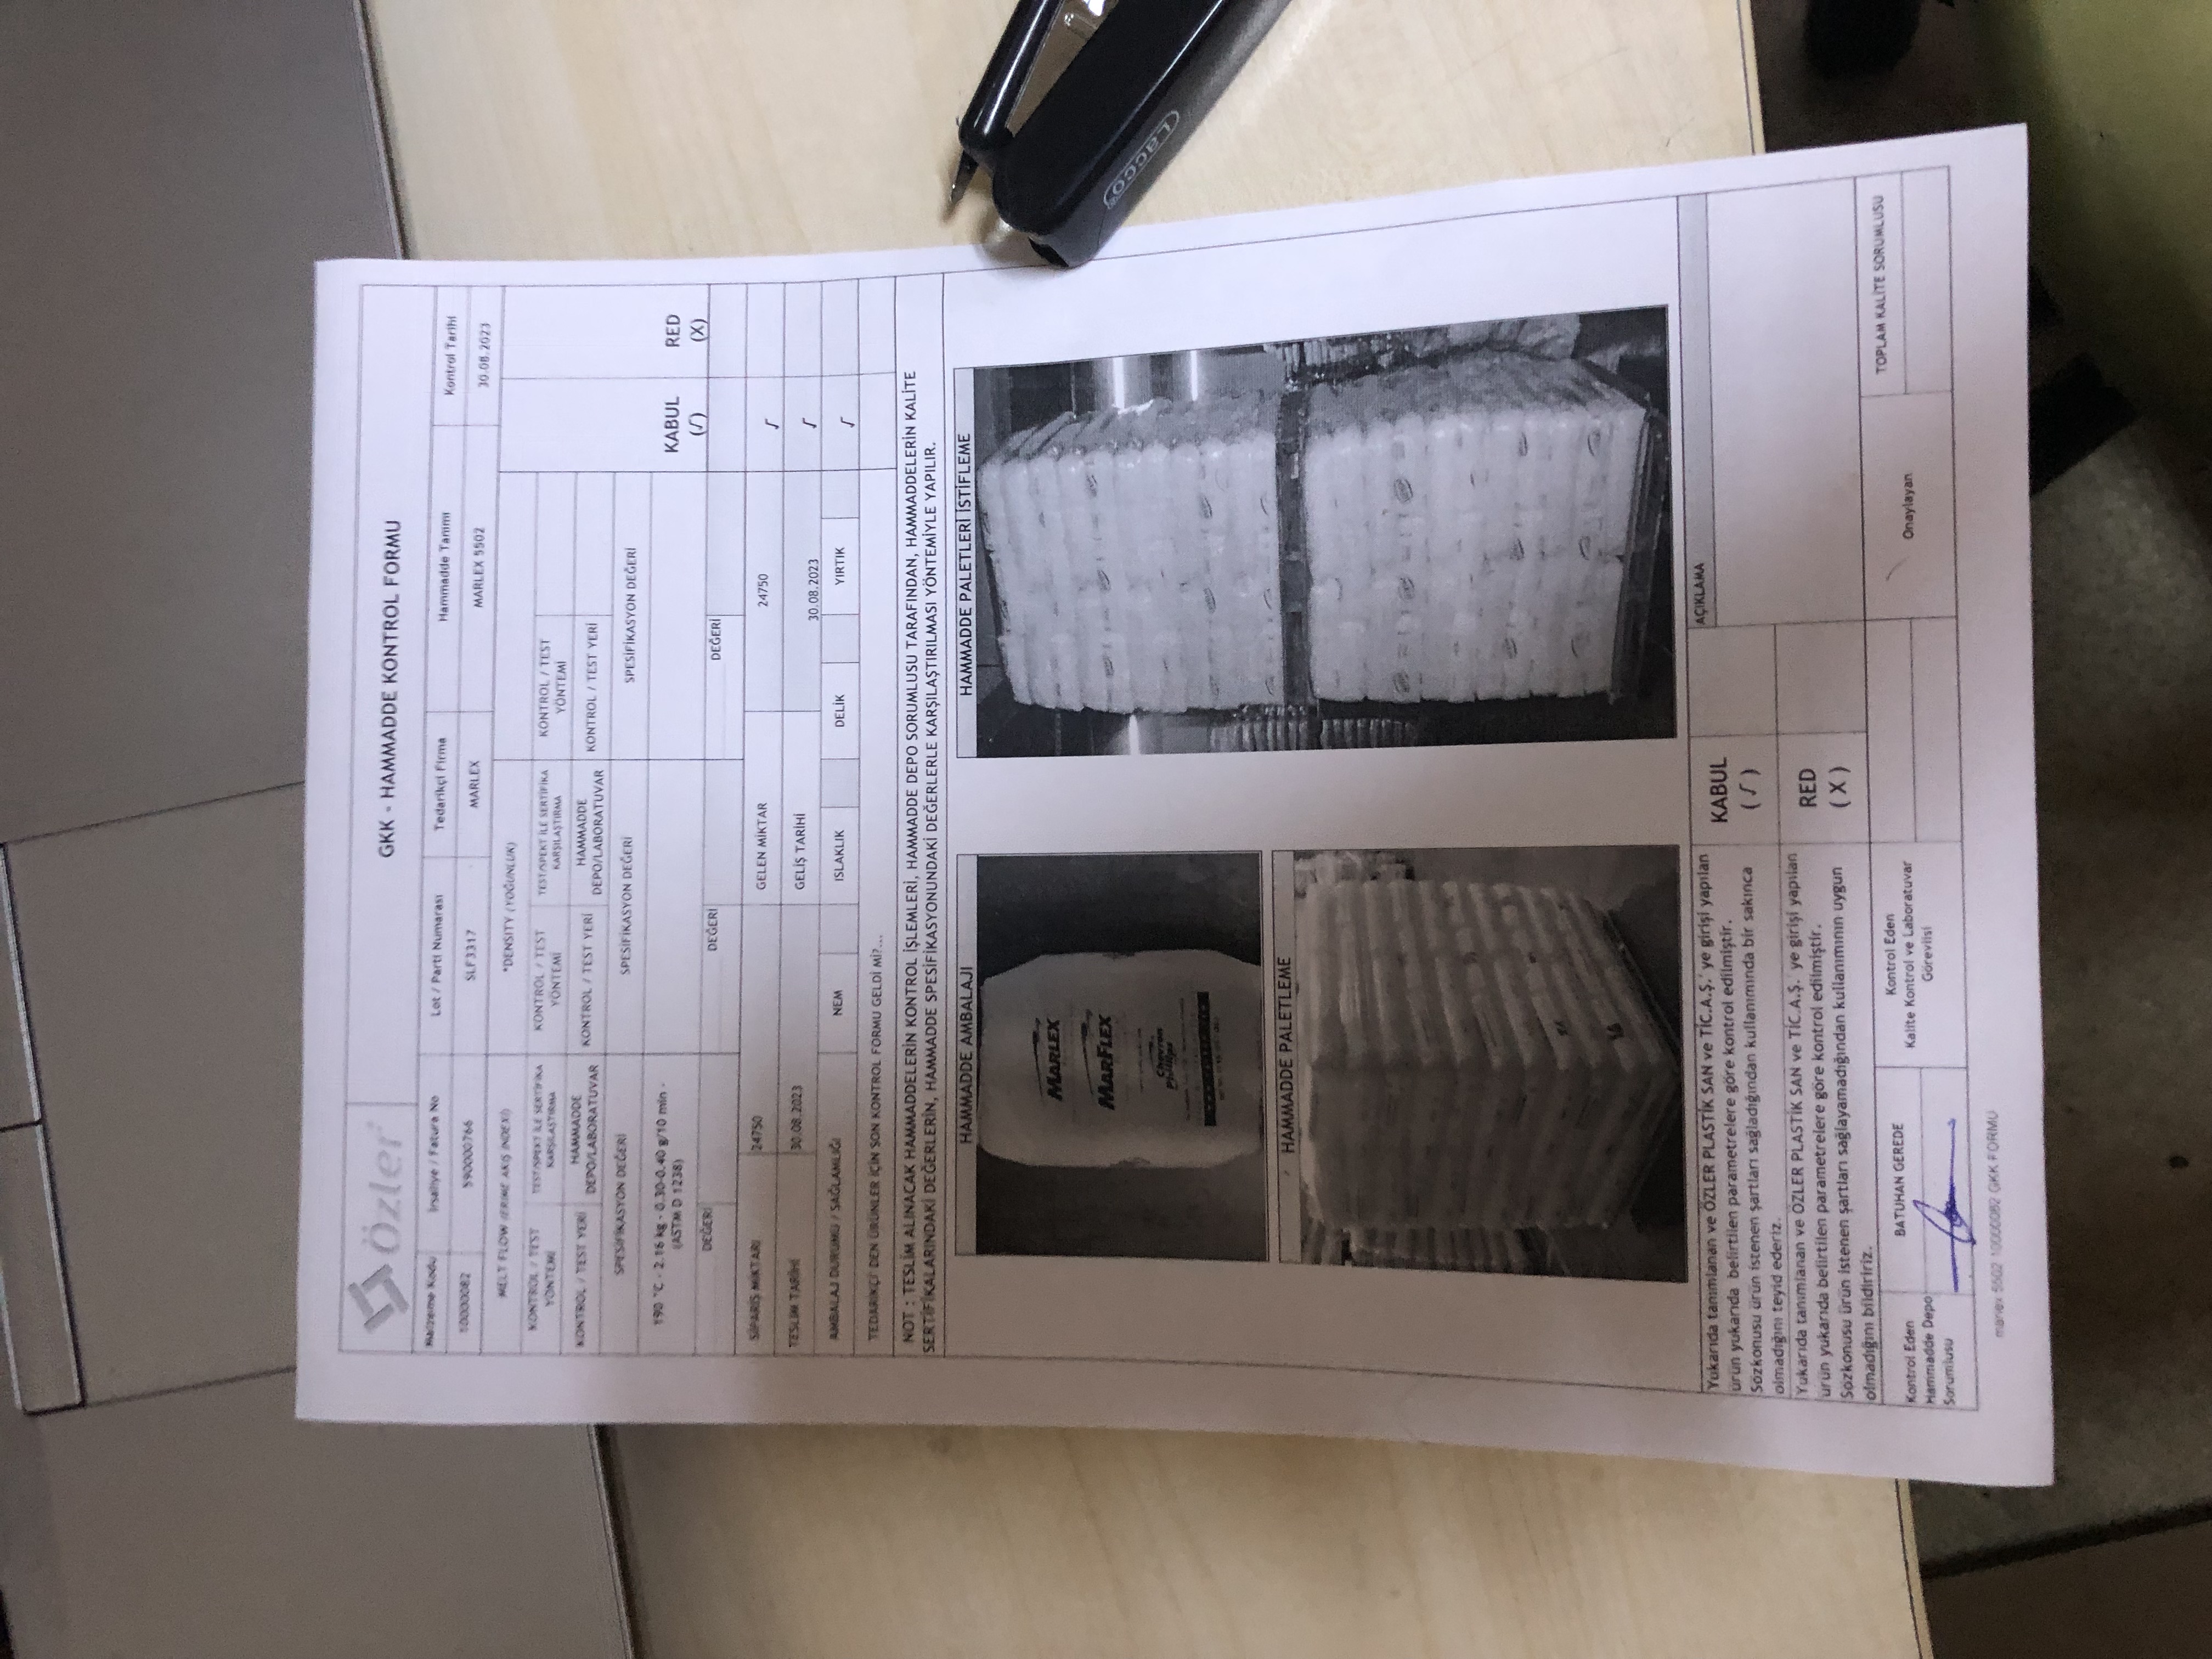 Özler
GKK - HAMMADDE KONTROL FORMU
Malzeme Kodu İrsaliye / Fatura No Lot / Parti Numarası Tedarikçi Firma Hammadde Tanımı Kontrol Tarihi
10000082 590000766 SLF3317 MARLEX MARLEX 5502 30.08.2023
MELT FLOW (ERİME AKIŞ İNDEXİ) *DENSITY (YOĞUNLUK)
KONTROL / TEST YÖNTEMİ TEST/SPEKT İLE SERTİFİKA KARŞILAŞTIRMA KONTROL / TEST YÖNTEMİ TEST/SPEKT İLE SERTİFİKA KARŞILAŞTIRMA KONTROL / TEST YÖNTEMİ
KONTROL / TEST YERİ HAMMADDE DEPO/LABORATUVAR KONTROL / TEST YERİ HAMMADDE DEPO/LABORATUVAR KONTROL / TEST YERİ
SPESİFİKASYON DEĞERİ SPESİFİKASYON DEĞERİ SPESİFİKASYON DEĞERİ
190 °C - 2.16 kg - 0.30-0.40 g/10 min -
(ASTM D 1238)
KABUL RED
(√) (X)
DEĞERİ DEĞERİ DEĞERİ
SİPARİŞ MİKTARI 24750 GELEN MİKTAR 24750 √
TESLİM TARİHİ 30.08.2023 GELİŞ TARİHİ 30.08.2023 √
AMBALAJ DURUMU / SAĞLAMLIĞI NEM ISLAKLIK DELİK YIRTIK √
TEDARİKÇİ' DEN ÜRÜNLER İÇİN SON KONTROL FORMU GELDİ Mİ?...
NOT : TESLİM ALINACAK HAMMADDELERİN KONTROL İŞLEMLERİ, HAMMADDE DEPO SORUMLUSU TARAFINDAN, HAMMADDELERİN KALİTE
SERTİFİKALARINDAKİ DEĞERLERİN, HAMMADDE SPESİFİKASYONUNDAKİ DEĞERLERLE KARŞILAŞTIRILMASI YÖNTEMİYLE YAPILIR.
HAMMADDE AMBALAJI
MARLEX
MARFLEX
Chevron
Phillips
HAMMADDE PALETLEME
HAMMADDE PALETLERİ İSTİFLEME
Yukarıda tanımlanan ve ÖZLER PLASTİK SAN ve TİC.A.Ş.' ye girişi yapılan
ürün yukarıda belirtilen parametrelere göre kontrol edilmiştir.
Sözkonusu ürün istenen şartları sağladığından kullanımında bir sakınca
olmadığını teyid ederiz.
KABUL
(√)
AÇIKLAMA
Yukarıda tanımlanan ve ÖZLER PLASTİK SAN ve TİC.A.Ş.' ye girişi yapılan
ürün yukarıda belirtilen parametrelere göre kontrol edilmiştir.
Sözkonusu ürün istenen şartları sağlayamadığından kullanımının uygun
olmadığını bildiririz.
RED
(X)
Kontrol Eden
Hammadde Depo
Sorumlusu
BATUHAN GEREDE
Kontrol Eden
Kalite Kontrol ve Laboratuvar
Görevlisi
Onaylayan
TOPLAM KALİTE SORUMLUSU
marlex 5502 10000082 GKK FORMU
Lacco